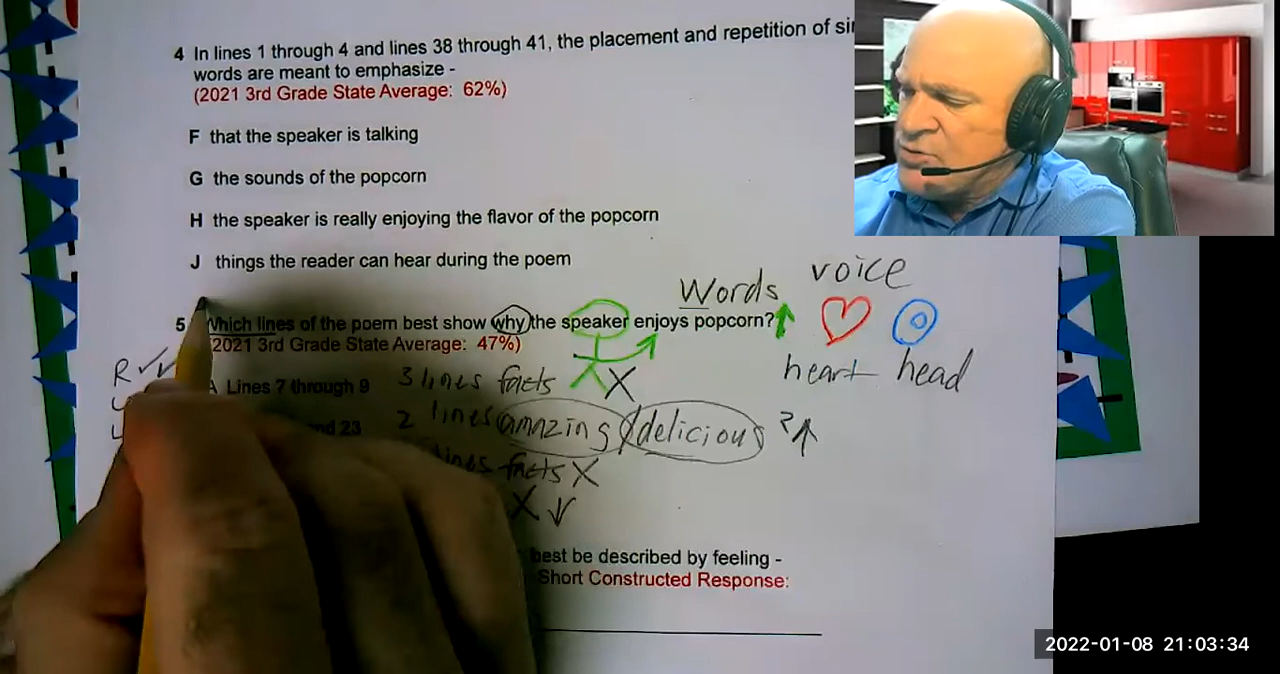 4 In lines 1 through 4 and lines 38 through 41, the placement and repetition of
words are meant to emphasize -
(2021 3rd Grade State Average: 62%)
F that the speaker is talking
G the sounds of the popcorn
H the speaker is really enjoying the flavor of the popcorn
J things the reader can hear during the poem
Words voice
5 Which lines of the poem best show why the speaker enjoys popcorn?
(2021 3rd Grade State Average: 47%)
heart head
R
A Lines 7 through 9 3 lines facts X
and 23 2 lines amazing / delicious ?
lines facts X
X
best be described by feeling -
Short Constructed Response:
2022-01-08 21:03:34